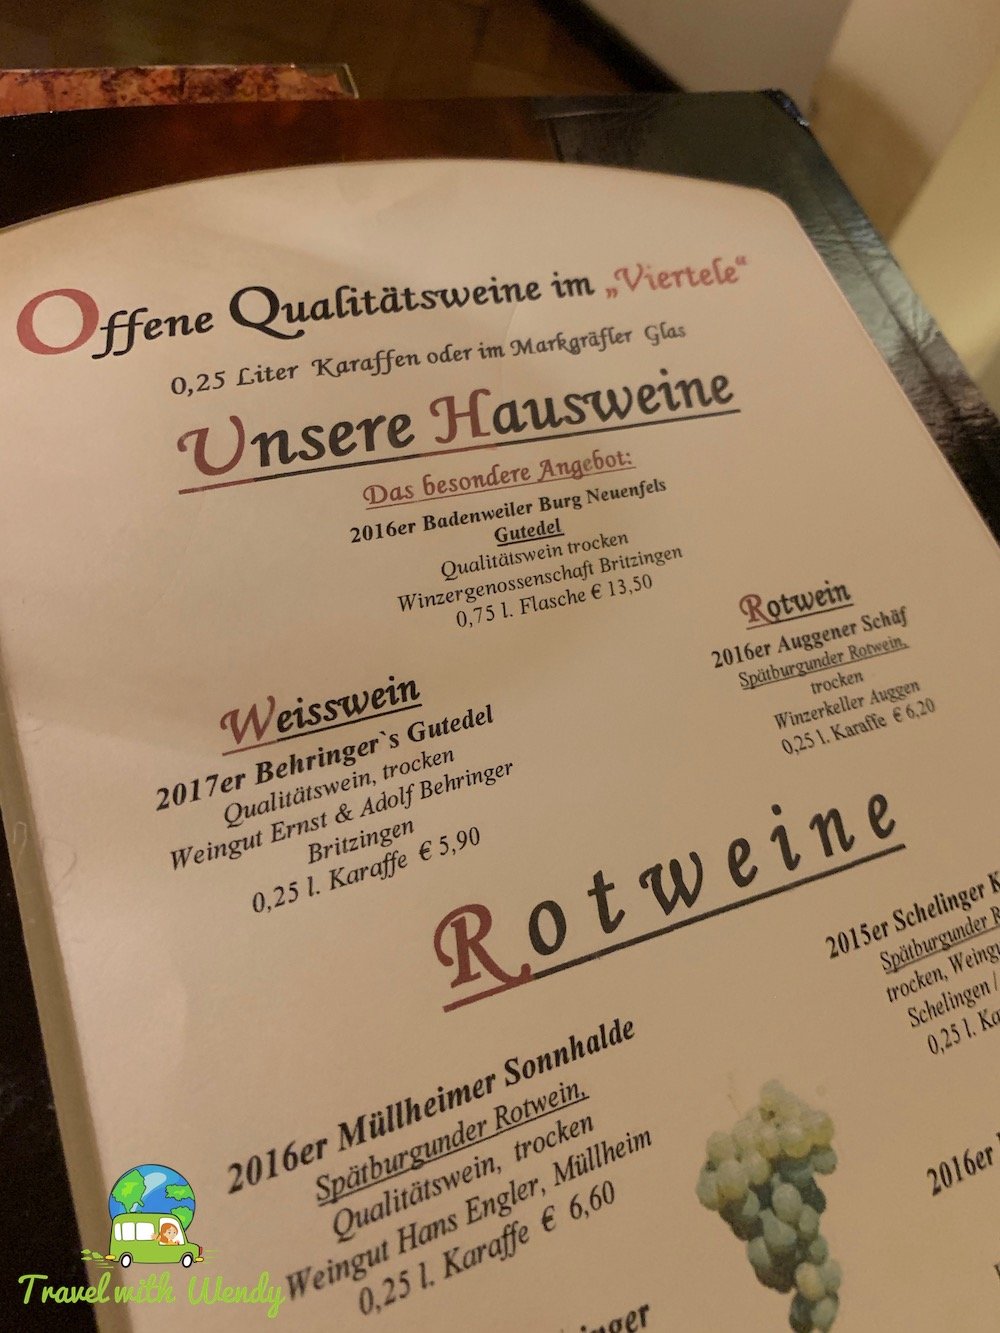 Offene Qualitätsweine im „Viertele“
0,25 Liter Karaffen oder im Markgräfler Glas
Unsere Hausweine
Das besondere Angebot:
2016er Badenweiler Burg Neuenfels
Gutedel
Qualitätswein trocken
Winzergenossenschaft Britzingen
0,75 l. Flasche € 13,50
Weisswein
2017er Behringer`s Gutedel
Qualitätswein, trocken
Weingut Ernst & Adolf Behringer
Britzingen
0,25 l. Karaffe € 5,90
Rotwein
2016er Auggener Schäf
Spätburgunder Rotwein,
trocken
Winzerkeller Auggen
0,25 l. Karaffe € 6,20
Rotweine
2016er Müllheimer Sonnhalde
Spätburgunder Rotwein,
Qualitätswein, trocken
Weingut Hans Engler, Müllheim
0,25 l. Karaffe € 6,60
2015er Schelinger
Spätburgunder
trocken,
Schelingen /
0,25 l.
2016er
Travel with Wendy